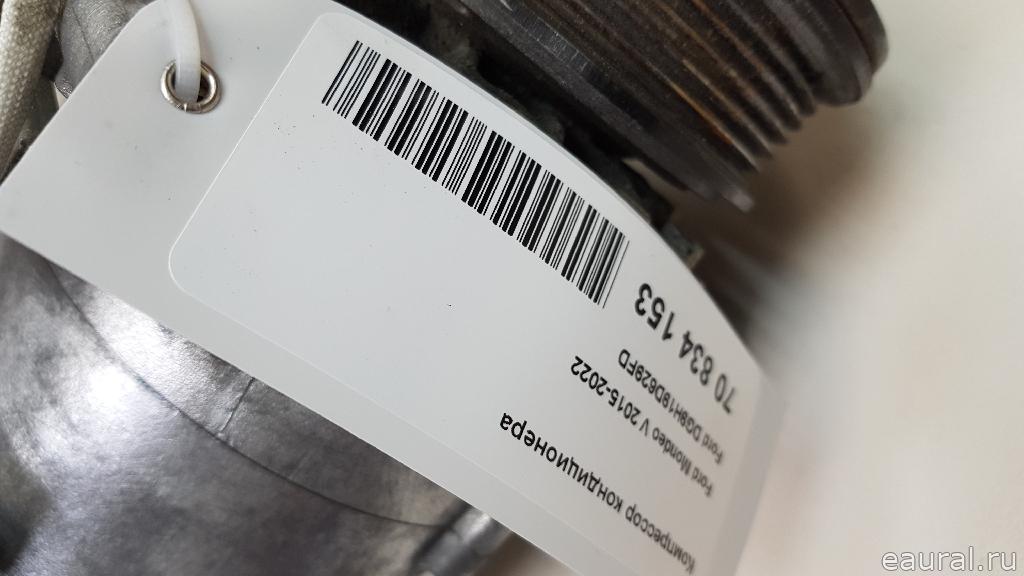 70 834 153
Ford DG9H19D629FD
Ford Mondeo V 2015-2022
Компрессор кондиционера
eaural.ru